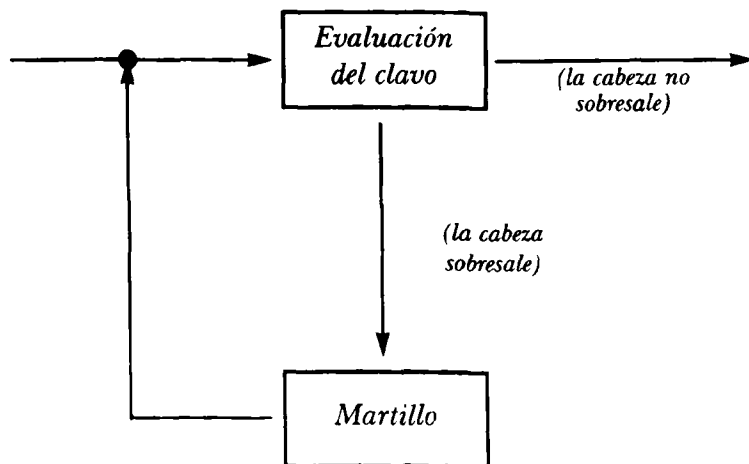 Evaluación
del clavo
(la cabeza no
sobresale)
(la cabeza
sobresale)
Martillo